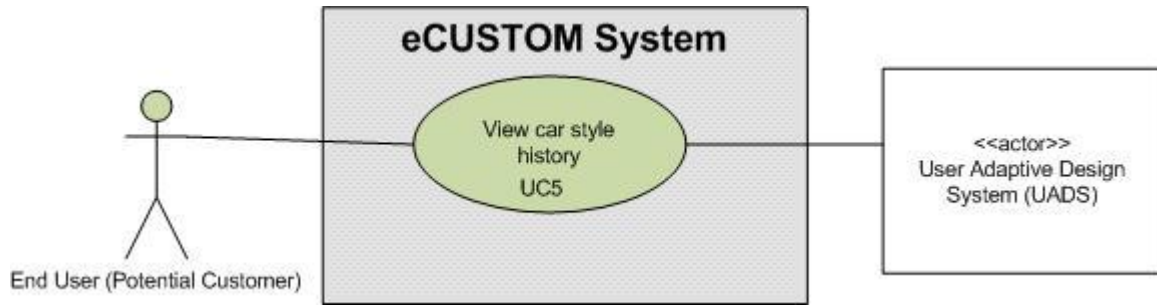 eCUSTOM System
View car style
history
UC5
<<actor>>
User Adaptive Design
System (UADS)
End User (Potential Customer)